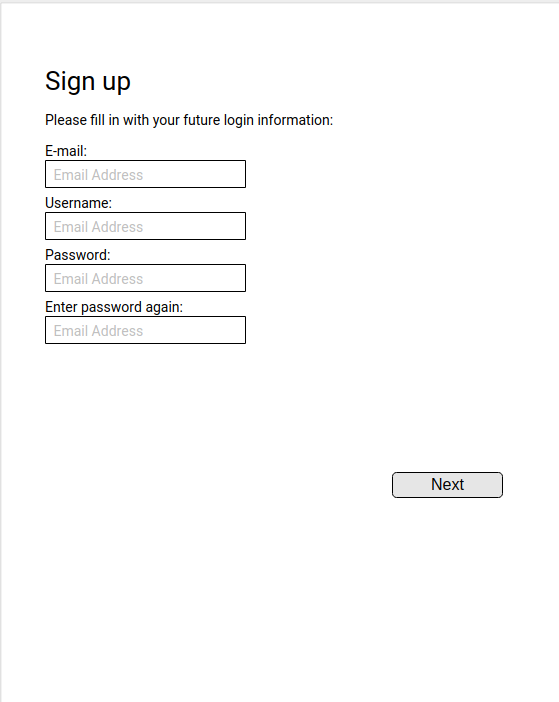 Sign up
Please fill in with your future login information:
E-mail:
Email Address
Username:
Email Address
Password:
Email Address
Enter password again:
Email Address
Next